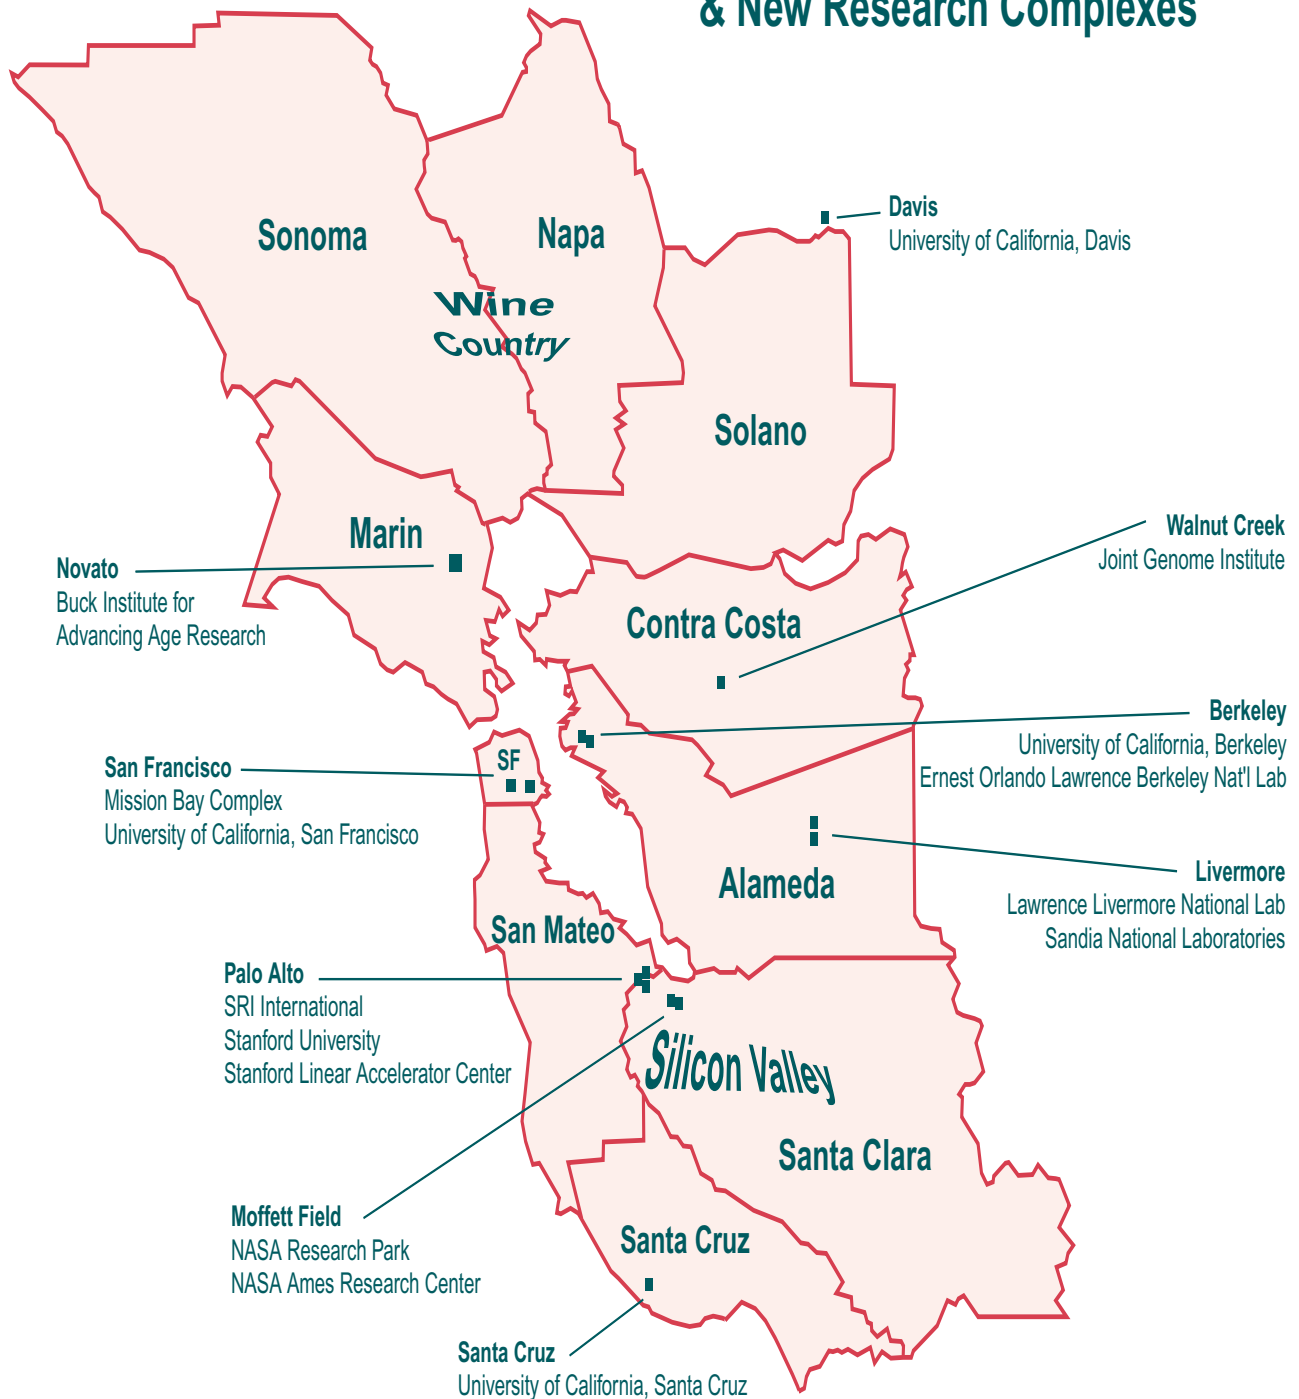 & New Research Complexes
Sonoma
Napa
Davis
University of California, Davis
Wine
Country
Solano
Marin
Walnut Creek
Joint Genome Institute
Novato
Buck Institute for
Advancing Age Research
Contra Costa
Berkeley
University of California, Berkeley
Ernest Orlando Lawrence Berkeley Nat'l Lab
SF
San Francisco
Mission Bay Complex
University of California, San Francisco
Alameda
Livermore
Lawrence Livermore National Lab
Sandia National Laboratories
San Mateo
Palo Alto
SRI International
Stanford University
Stanford Linear Accelerator Center
Silicon Valley
Santa Clara
Moffett Field
NASA Research Park
NASA Ames Research Center
Santa Cruz
Santa Cruz
University of California, Santa Cruz